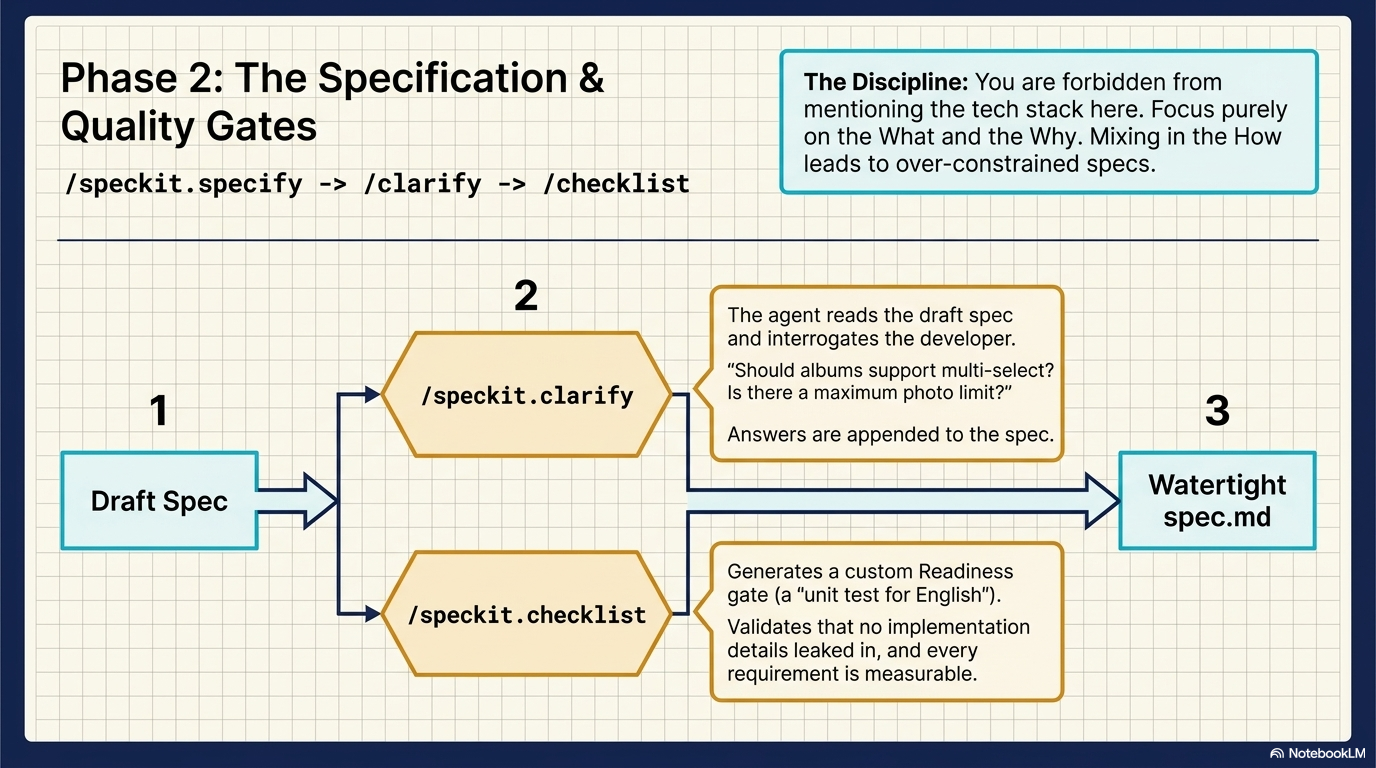 Phase 2: The Specification &
Quality Gates
/speckit.specify -> /clarify -> /checklist
The Discipline: You are forbidden from
mentioning the tech stack here. Focus purely
on the What and the Why. Mixing in the How
leads to over-constrained specs.
1
Draft Spec
2
/speckit.clarify
The agent reads the draft spec
and interrogates the developer.
“Should albums support multi-select?
Is there a maximum photo limit?”
Answers are appended to the spec.
/speckit.checklist
Generates a custom Readiness
gate (a “unit test for English”).
Validates that no implementation
details leaked in, and every
requirement is measurable.
3
Watertight
spec.md
NotebookLM